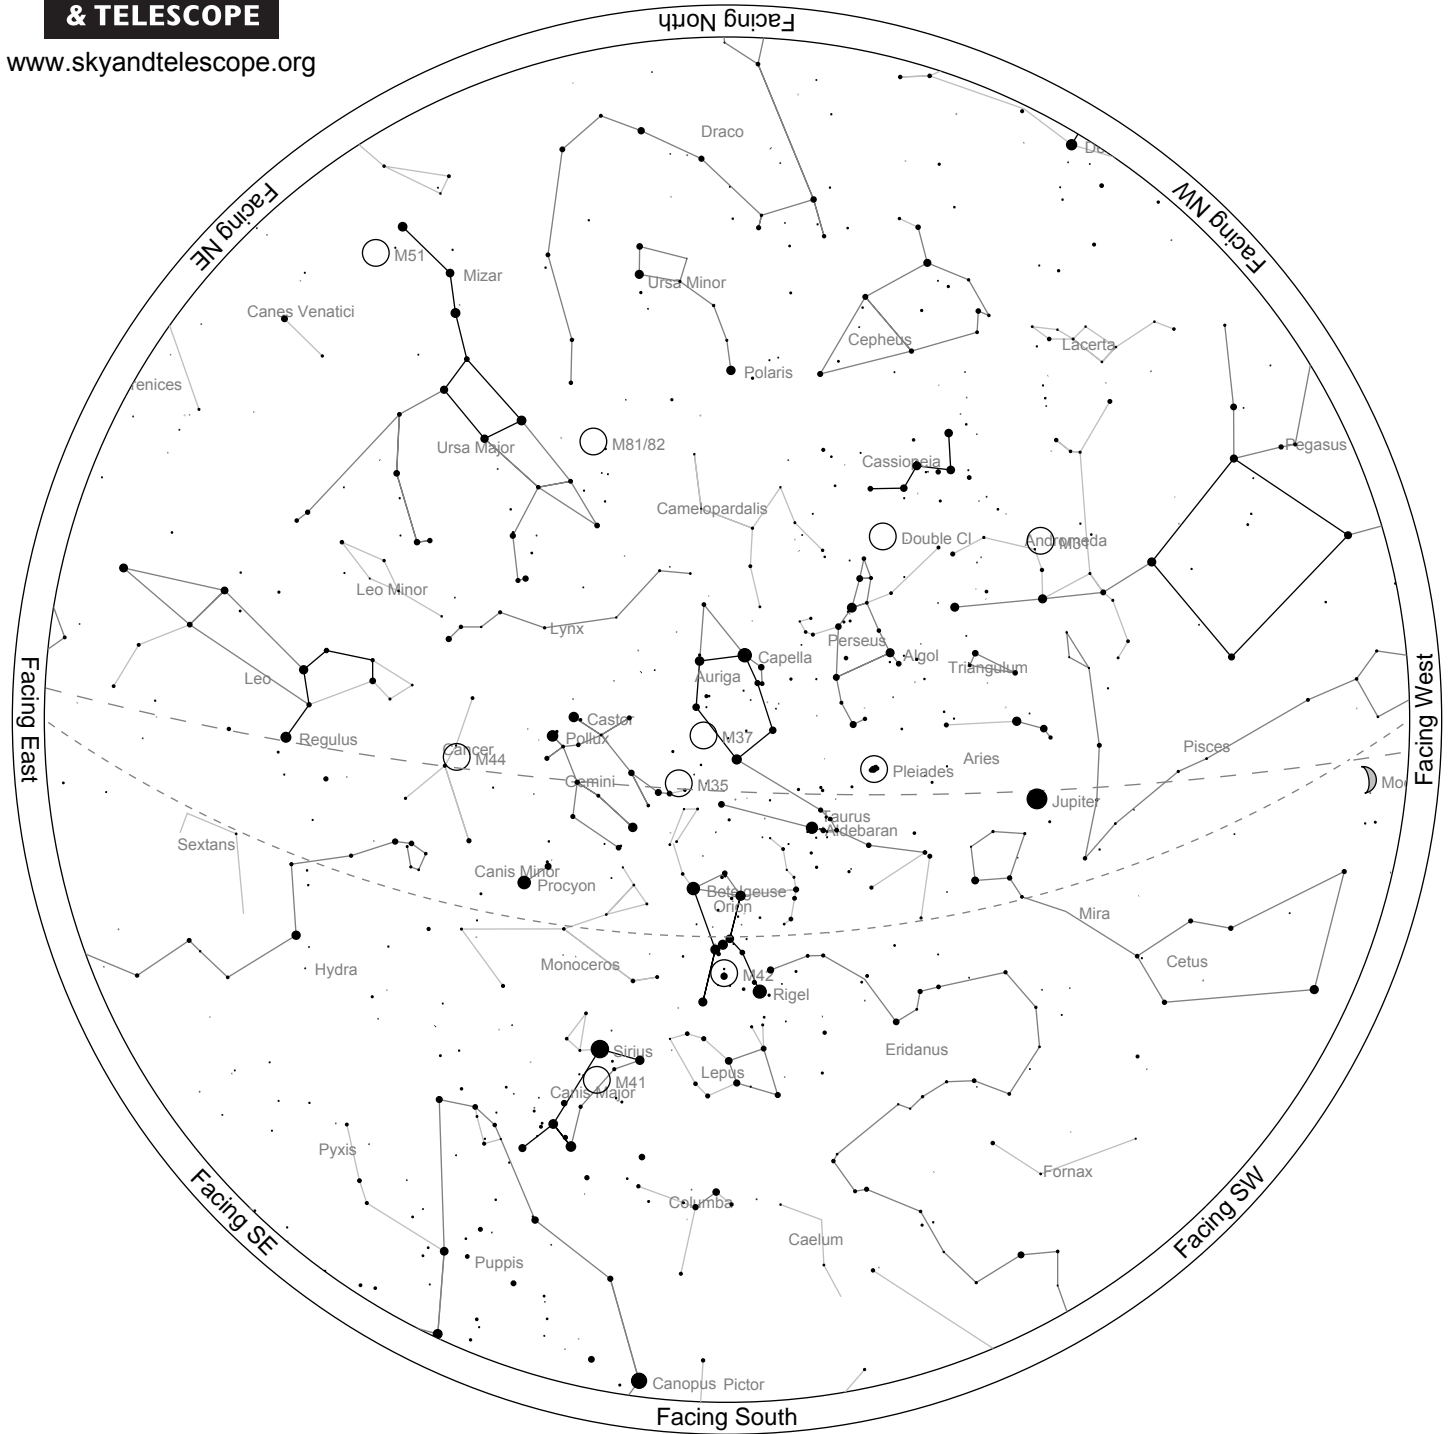 & TELESCOPE
www.skyandtelescope.org
Facing North
Draco
Facing NE
Facing NW
M51
Mizar
Ursa Minor
Canes Venatici
Cepheus
Lacerta
Polaris
renices
Ursa Major
M81/82
Cassiopeia
Pegasus
Camelopardalis
Double Cl
Andromeda
M31
Leo Minor
Lynx
Perseus
Capella
Algol
Triangulum
Auriga
Leo
Facing East
Facing West
Castor
Regulus
Pollux
M37
Cancer
M44
Pisces
Aries
Pleiades
Gemini
M35
Moo
Jupiter
Taurus
Aldebaran
Sextans
Canis Minor
Procyon
Betelgeuse
Orion
Mira
Hydra
Monoceros
M42
Cetus
Rigel
Sirius
Eridanus
Lepus
M41
Canis Major
Pyxis
Fornax
Columba
Facing SE
Facing SW
Caelum
Puppis
Canopus
Pictor
Facing South